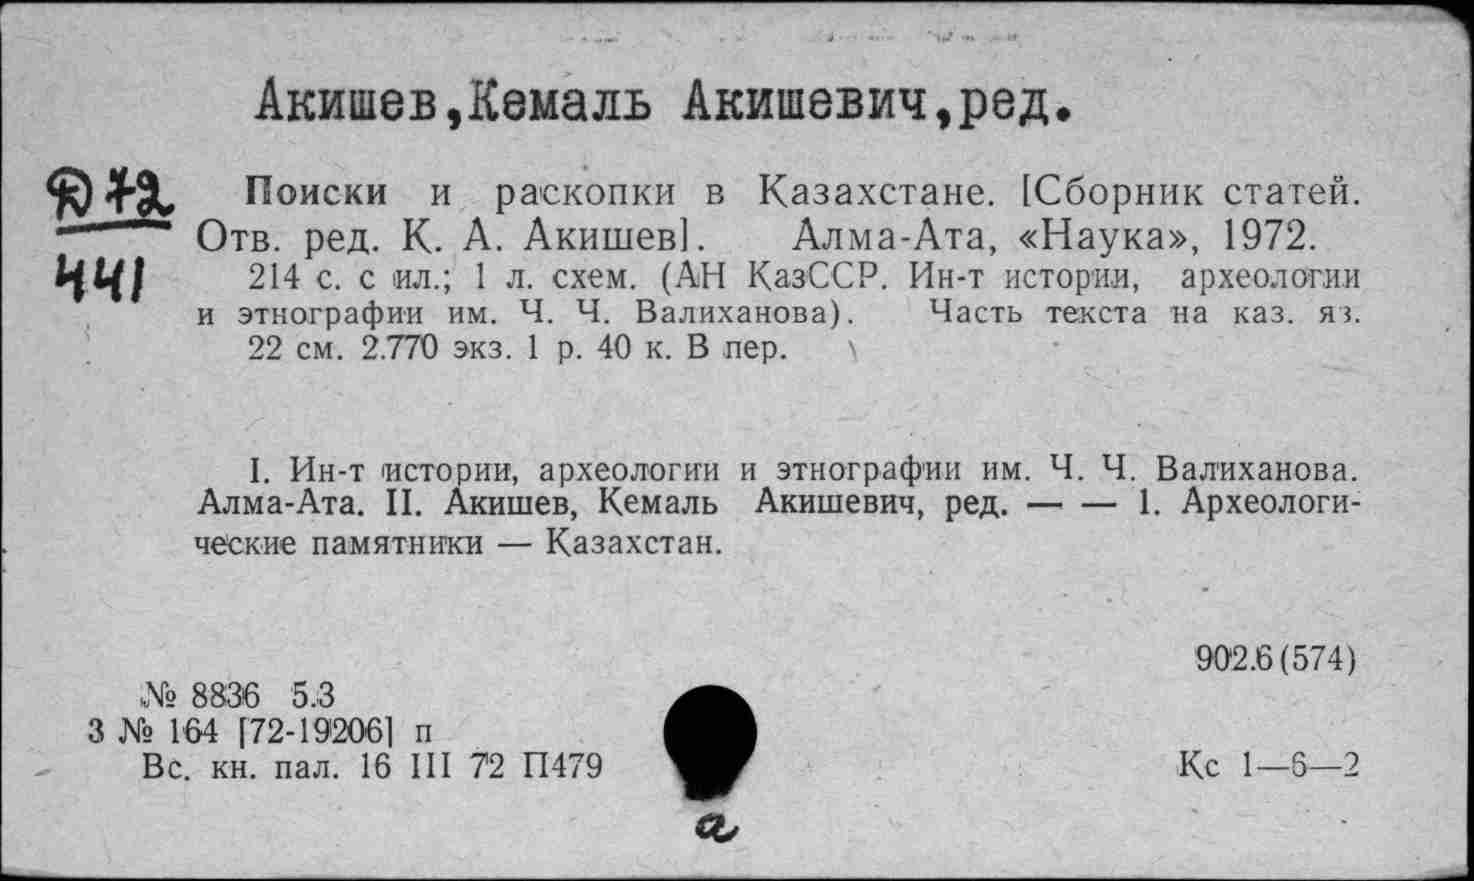 Акишев,Кемаль Акишевич,ред.
Поиски и раскопки в Казахстане. [Сборник статей.
Отв. ред. К. А. Акишев]. Алма-Ата, «Наука», 1972.
441
214 с. с ил.; 1 л. схем. (АН КазССР. Ин-т истории, археологии
и этнографии им. Ч. Ч. Валиханова). Часть текста на каз. яз.
22 см. 2.770 экз. 1 р. 40 к. В пер.
I. Ин-т истории, археологии и этнографии им. Ч. Ч. Валиханова.
Алма-Ата. II. Акишев, Кемаль Акишевич, ред. — — 1. Археологи-
ческие памятники — Казахстан.
902.6(574)
№ 8836 5.3
3 № 164 [72-19206] п
Вс. кн. пал. 16 III 72 П479
Кс 1—6—2
а